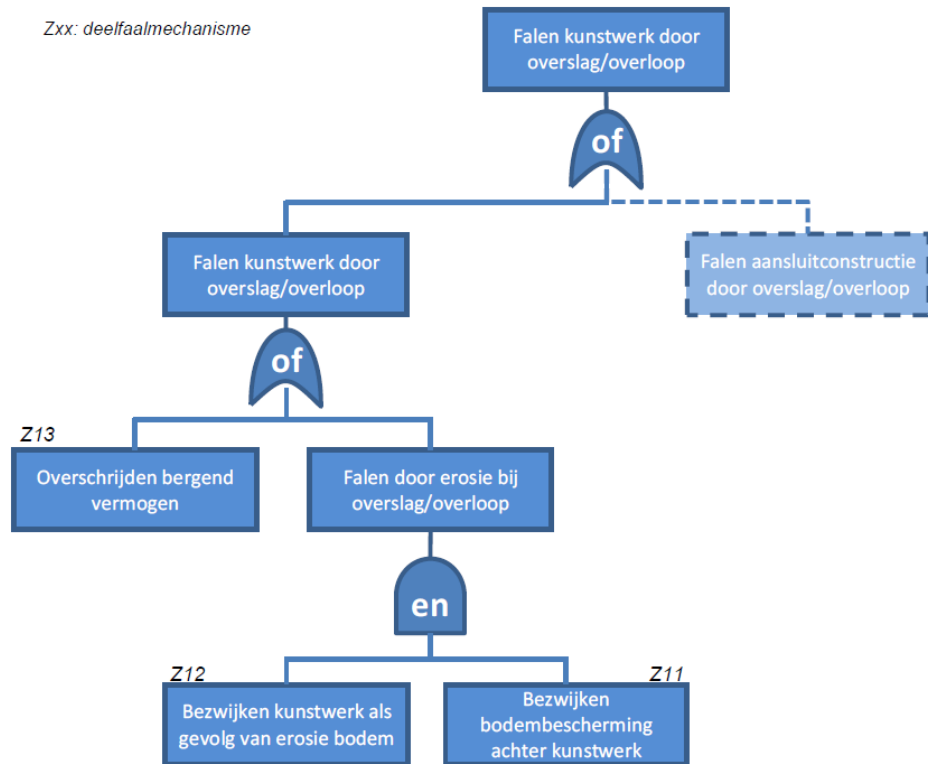 Zxx: deelfaalmechanisme
Falen kunstwerk door
overslag/overloop
of
Falen kunstwerk door
overslag/overloop
Falen aansluitconstructie
door overslag/overloop
of
Z13
Overschrijden bergend
vermogen
Falen door erosie bij
overslag/overloop
en
Z12
Bezwijken kunstwerk als
gevolg van erosie bodem
Z11
Bezwijken
bodembescherming
achter kunstwerk